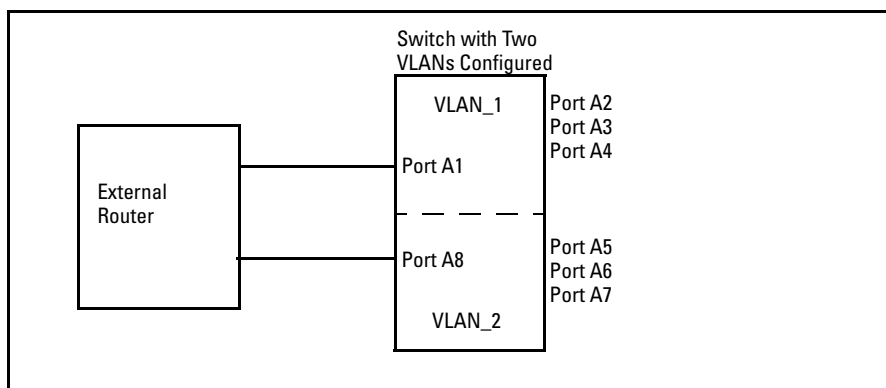 Switch with Two
VLANs Configured
VLAN_1
Port A2
Port A3
Port A4
Port A1
External
Router
Port A8
Port A5
Port A6
Port A7
VLAN_2